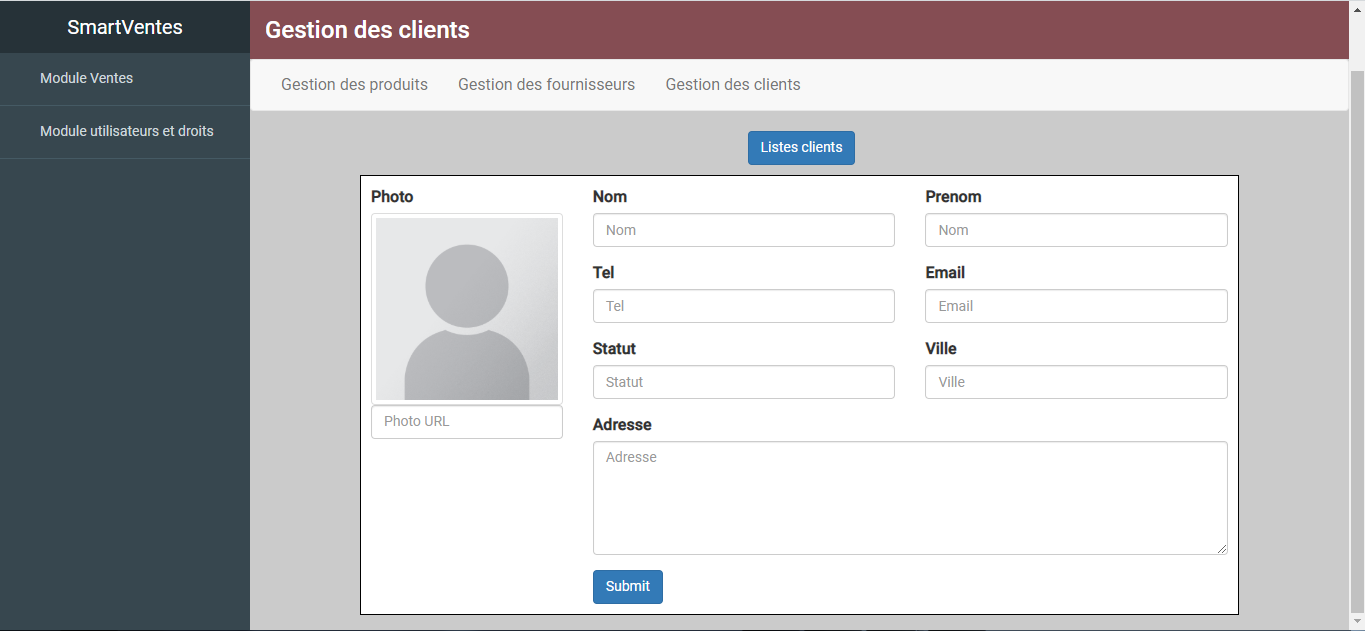 SmartVentes
Module Ventes
Module utilisateurs et droits
Gestion des clients
Gestion des produits Gestion des fournisseurs Gestion des clients
Listes clients
Photo
Photo URL
Nom Prenom
Nom Nom
Tel Email
Tel Email
Statut Ville
Statut Ville
Adresse
Adresse
Submit